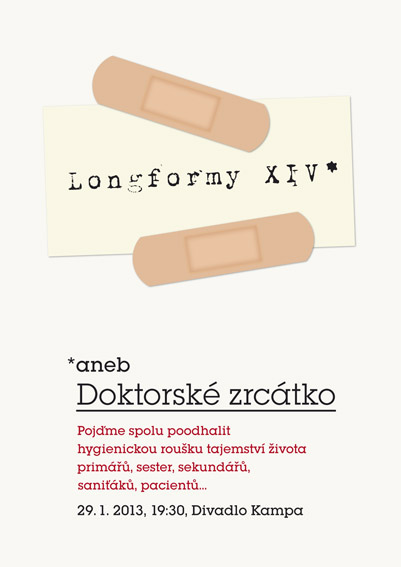 Longformy XIV*
*aneb
Doktorské zrcátko
Pojďme spolu poodhalit
hygienickou roušku tajemství života
primářů, sester, sekundářů,
saniťáků, pacientů...
29. 1. 2013, 19:30, Divadlo Kampa